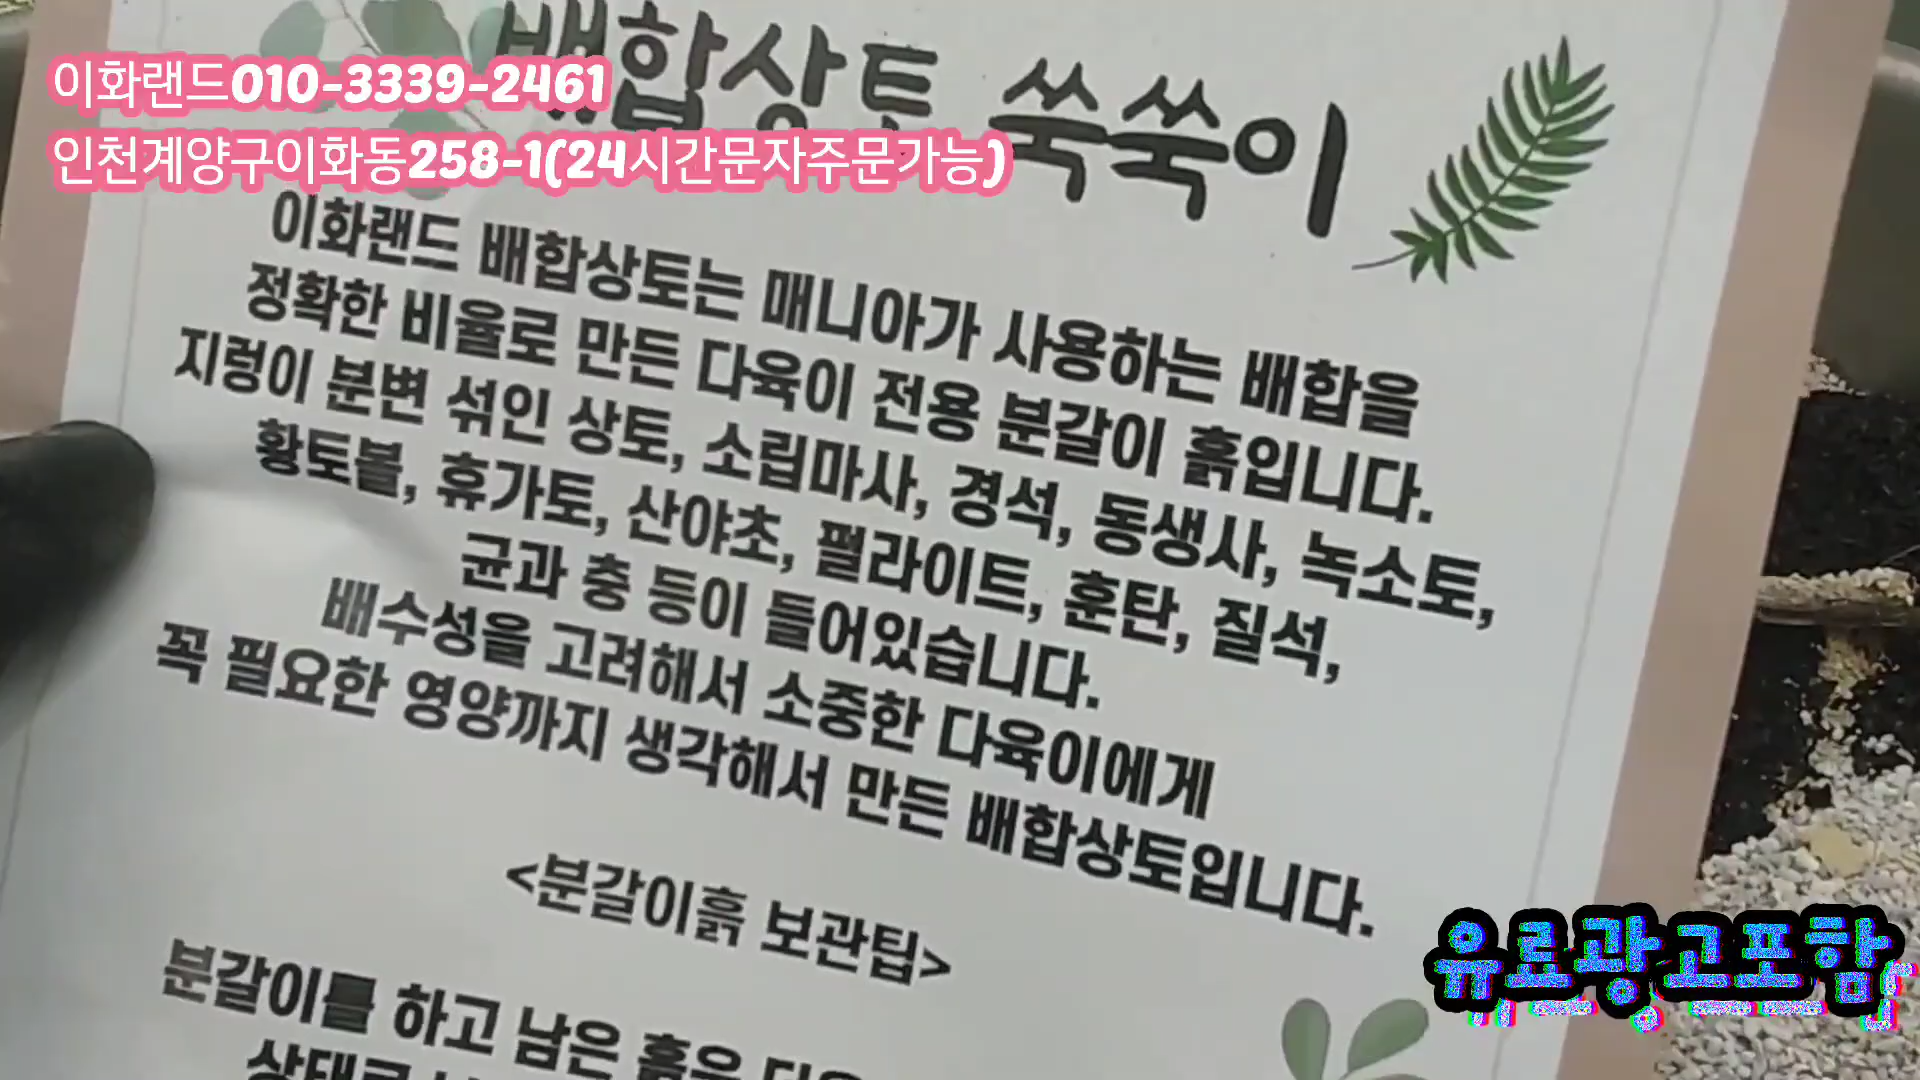 이화랜드010-3339-2461
인천계양구이화동258-1(24시간문자주문가능)
배합상토 쑥쑥이
이화랜드 배합상토는 매니아가 사용하는 배합을
정확한 비율로 만든 다육이 전용 분갈이 흙입니다.
지렁이 분변 섞인 상토, 소립마사, 경석, 동생사, 녹소토,
황토볼, 휴가토, 산야초, 펄라이트, 훈탄, 질석,
균과 충 등이 들어있습니다.
배수성을 고려해서 소중한 다육이에게
꼭 필요한 영양까지 생각해서 만든 배합상토입니다.
<분갈이흙 보관팁>
분갈이를 하고 남은 흙은
유료광고포함